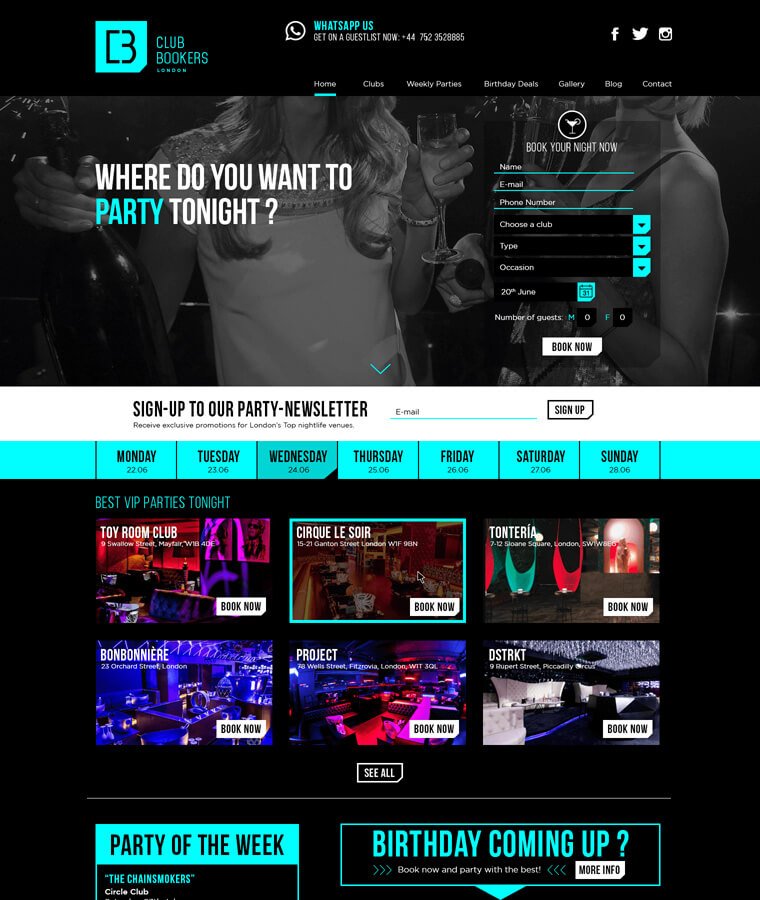 CB
CLUB
BOOKERS
LONDON
WHATSAPP US
GET ON A GUESTLIST NOW: +44 752 3528885
Home Clubs Weekly Parties Birthday Deals Gallery Blog Contact
WHERE DO YOU WANT TO
PARTY TONIGHT ?
BOOK YOUR NIGHT NOW
Name
E-mail
Phone Number
Choose a club
Type
Occasion
20th June
31
Number of guests: M 0 F 0
BOOK NOW
SIGN-UP TO OUR PARTY-NEWSLETTER
Receive exclusive promotions for London's Top nightlife venues.
E-mail
SIGN UP
MONDAY TUESDAY WEDNESDAY THURSDAY FRIDAY SATURDAY SUNDAY
22.06 23.06 24.06 25.06 26.06 27.06 28.06
BEST VIP PARTIES TONIGHT
TOY ROOM CLUB
9 Swallow Street, Mayfair, W1B 4DE
BOOK NOW
CIRQUE LE SOIR
15-21 Ganton Street London W1F 9BN
BOOK NOW
TONTERÍA
7-12 Sloane Square, London,
BOOK NOW
BONBONNIÈRE
23 Orchard Street, London
BOOK NOW
PROJECT
78 Wells Street, Fitzrovia, London, W1T 3QL
BOOK NOW
DSTRKT
9 Rupert Street, Piccadilly Circus
BOOK NOW
SEE ALL
PARTY OF THE WEEK
"THE CHAINSMOKERS"
Circle Club
BIRTHDAY COMING UP ?
>>> Book now and party with the best! <<< MORE INFO